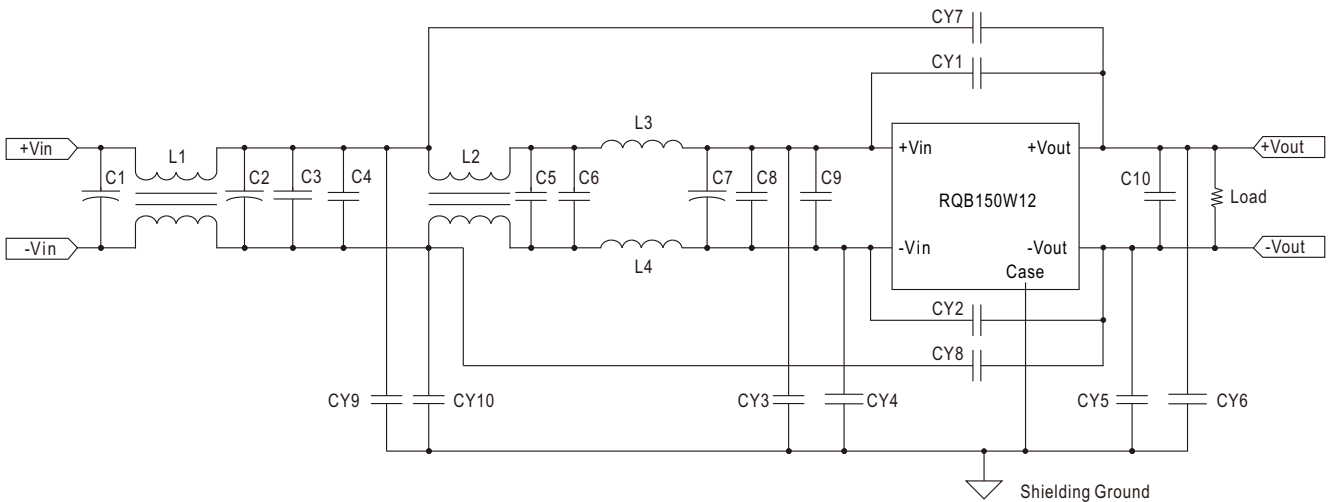 CY7
CY1
L3
+Vin
L1
L2
+Vin
+Vout
+Vout
C1
C2
C3
C4
C5
C6
C7
C8
C9
RQB150W12
C10
Load
-Vin
L4
-Vin
-Vout
-Vout
Case
CY2
CY8
CY9
CY10
CY3
CY4
CY5
CY6
Shielding Ground